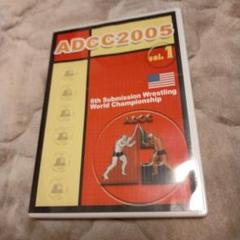 ADCC2005
vol.1
6th Submission Wrestling
World Championship
ADCC